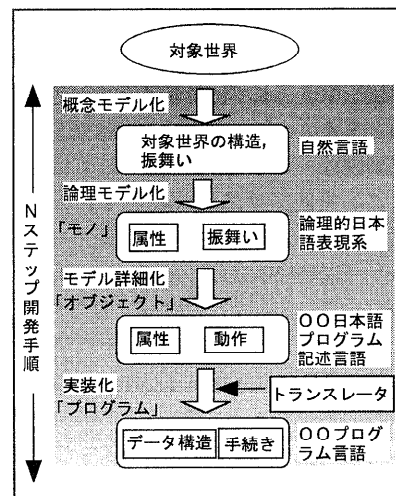 対象世界
概念モデル化
対象世界の構造,
振舞い
自然言語
論理モデル化
「モノ」
属性
振舞い
論理的日本
語表現系
モデル詳細化
「オブジェクト」
属性
動作
〇〇日本語
プログラム
記述言語
実装化
「プログラム」
トランスレータ
データ構造
手続き
〇〇プログ
ラム言語
Nステップ開発手順